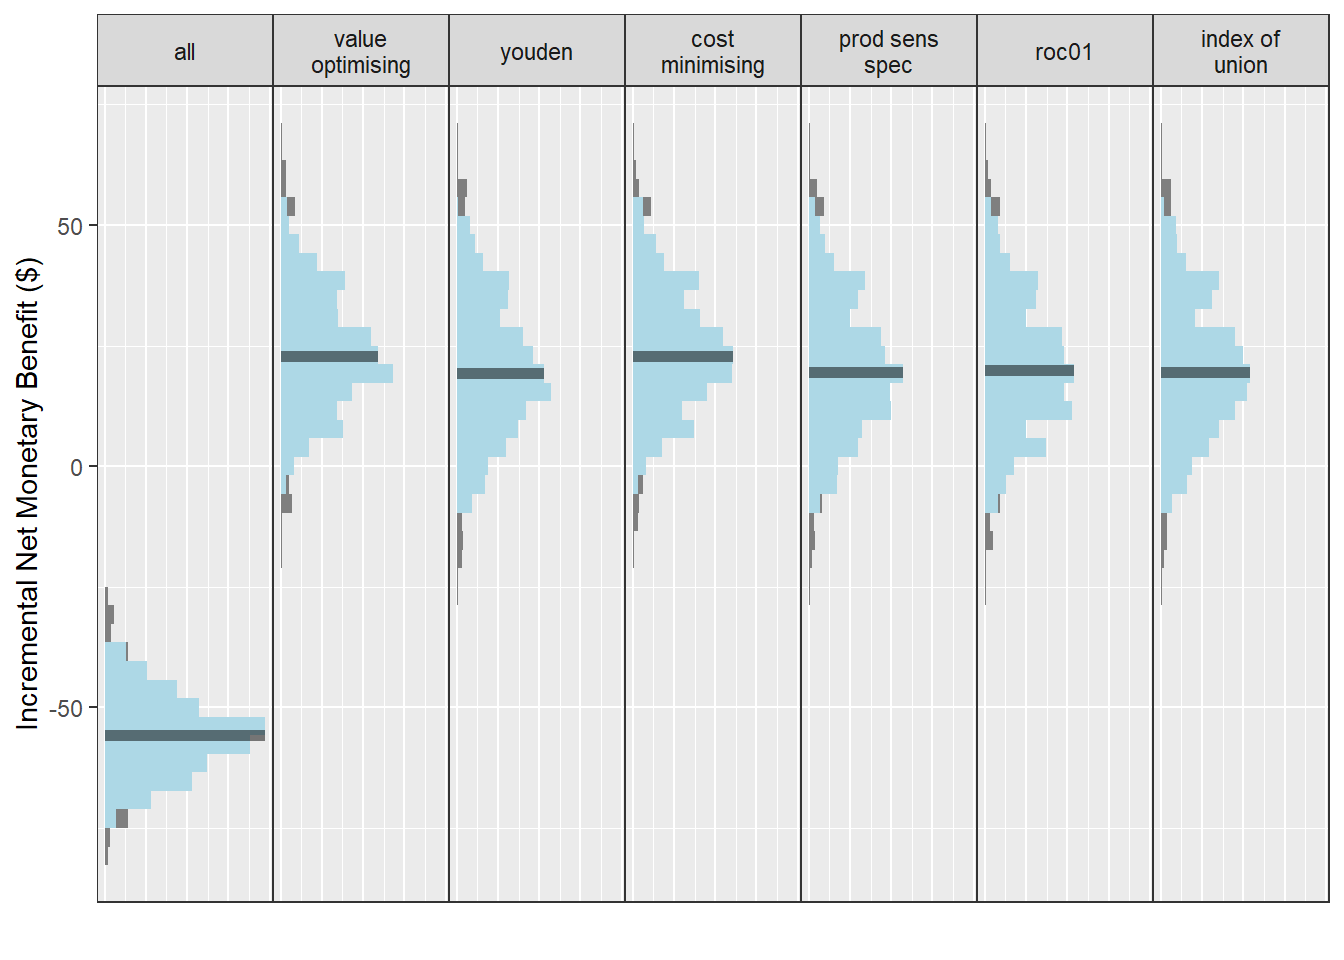 all
value
optimising
youden
cost
minimising
prod sens
spec
roc01
index of
union
Incremental Net Monetary Benefit ($)
50
0
-50